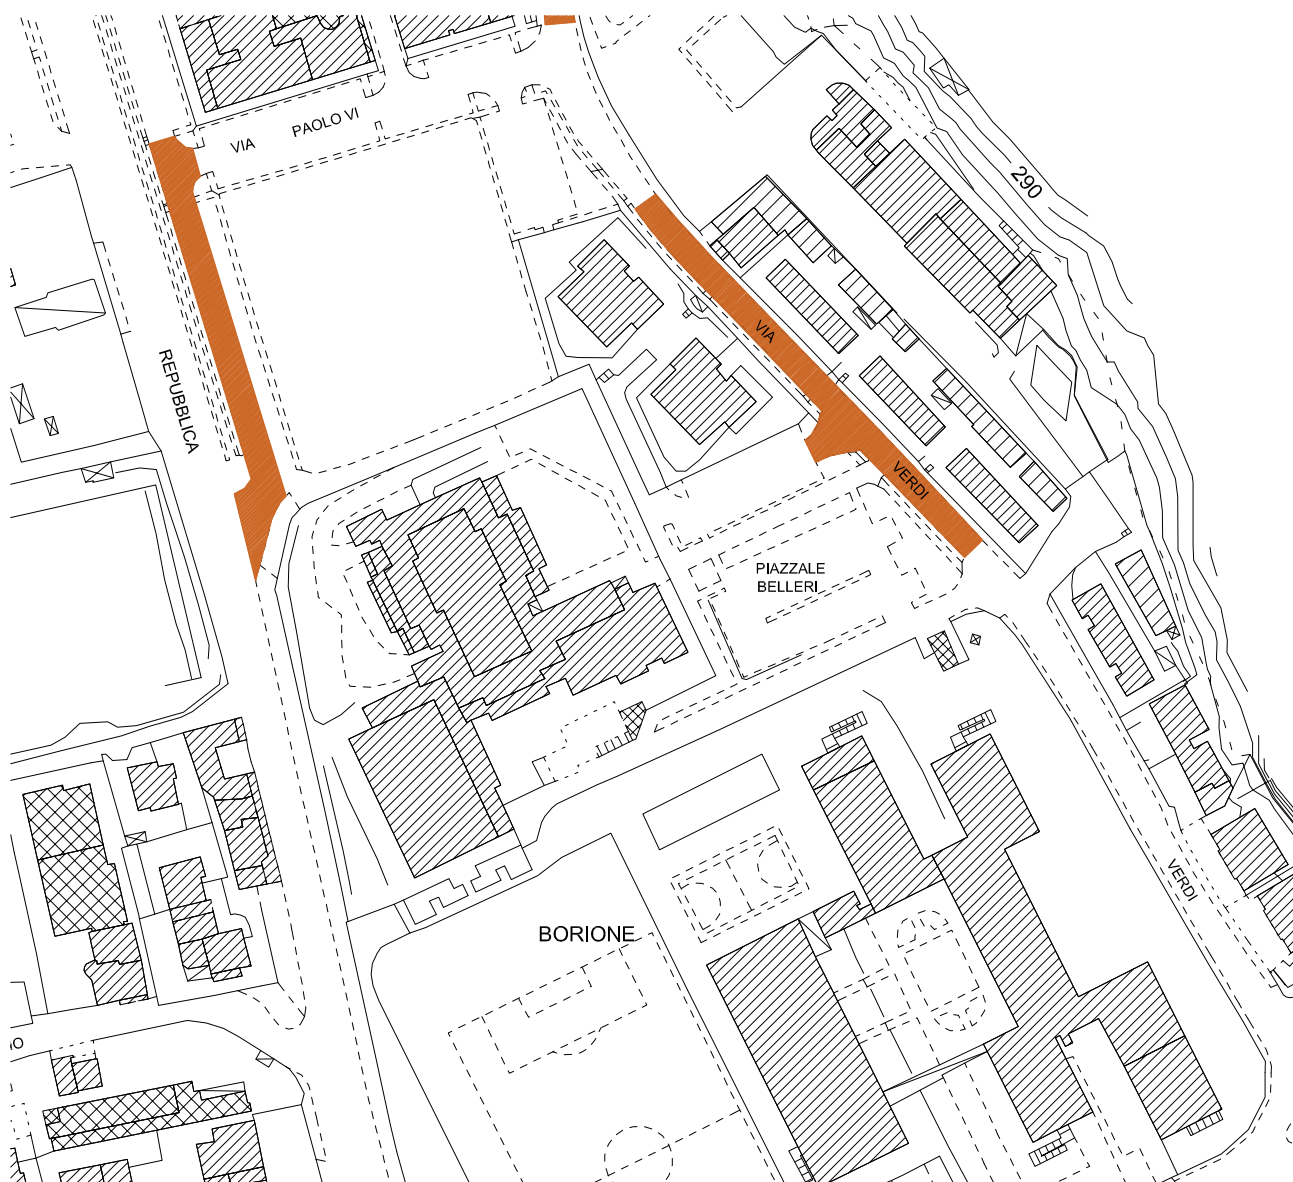 VIA PAOLO VI
290
REPUBBLICA
VIA
VERDI
PIAZZALE
BELLERI
VERDI
BORIONE